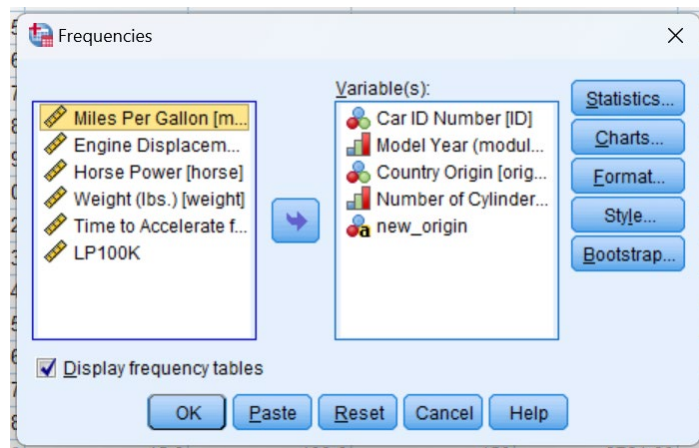 Frequencies
Variable(s):
Miles Per Gallon [m...
Engine Displacem...
Horse Power [horse]
Weight (lbs.) [weight]
Time to Accelerate f...
LP100K
Car ID Number [ID]
Model Year (modul...
Country Origin [orig...
Number of Cylinder...
new_origin
Statistics...
Charts...
Format...
Style...
Bootstrap...
Display frequency tables
OK Paste Reset Cancel Help